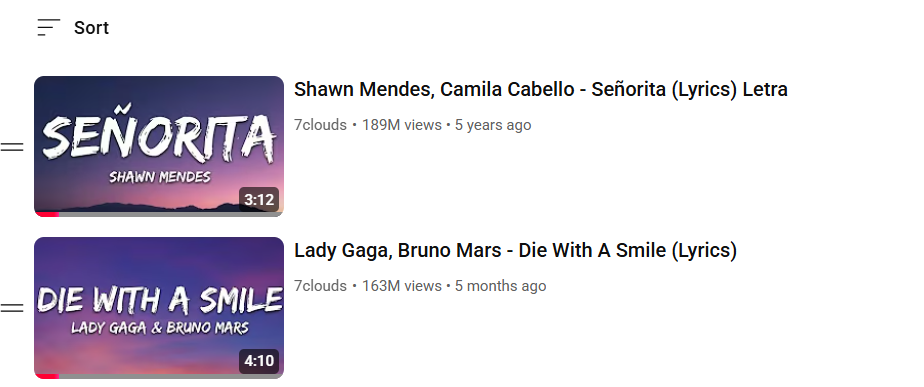 Sort
SEÑORITA
SHAWN MENDES
3:12
Shawn Mendes, Camila Cabello - Señorita (Lyrics) Letra
7clouds • 189M views • 5 years ago
DIE WITH A SMILE
LADY GAGA & BRUNO MARS
4:10
Lady Gaga, Bruno Mars - Die With A Smile (Lyrics)
7clouds • 163M views • 5 months ago